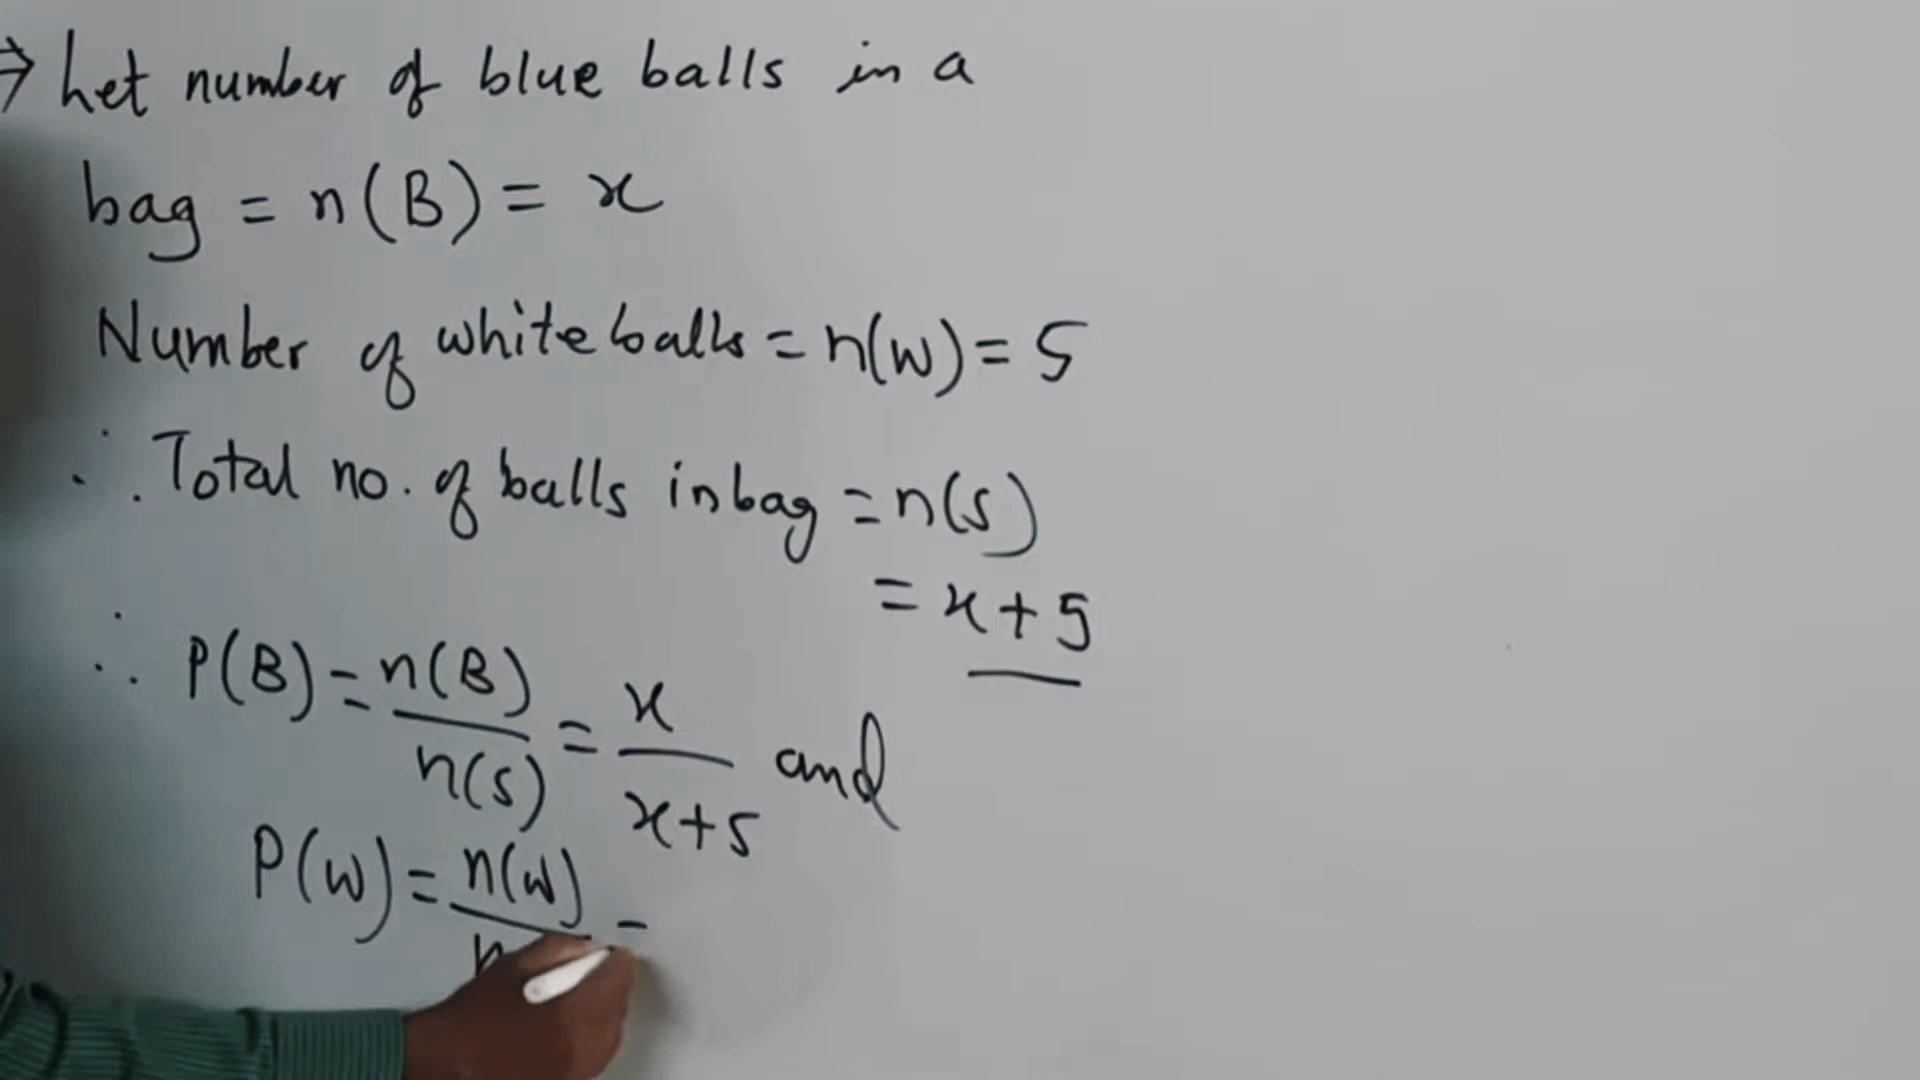 ⇒ Let number of blue balls in a
bag = n(B) = x
Number of white balls = n(W) = 5
∴ Total no. of balls in bag = n(S)
= x+5
∴ P(B) = n(B)/n(S) = x/x+5 and
P(W) = n(W)/n =